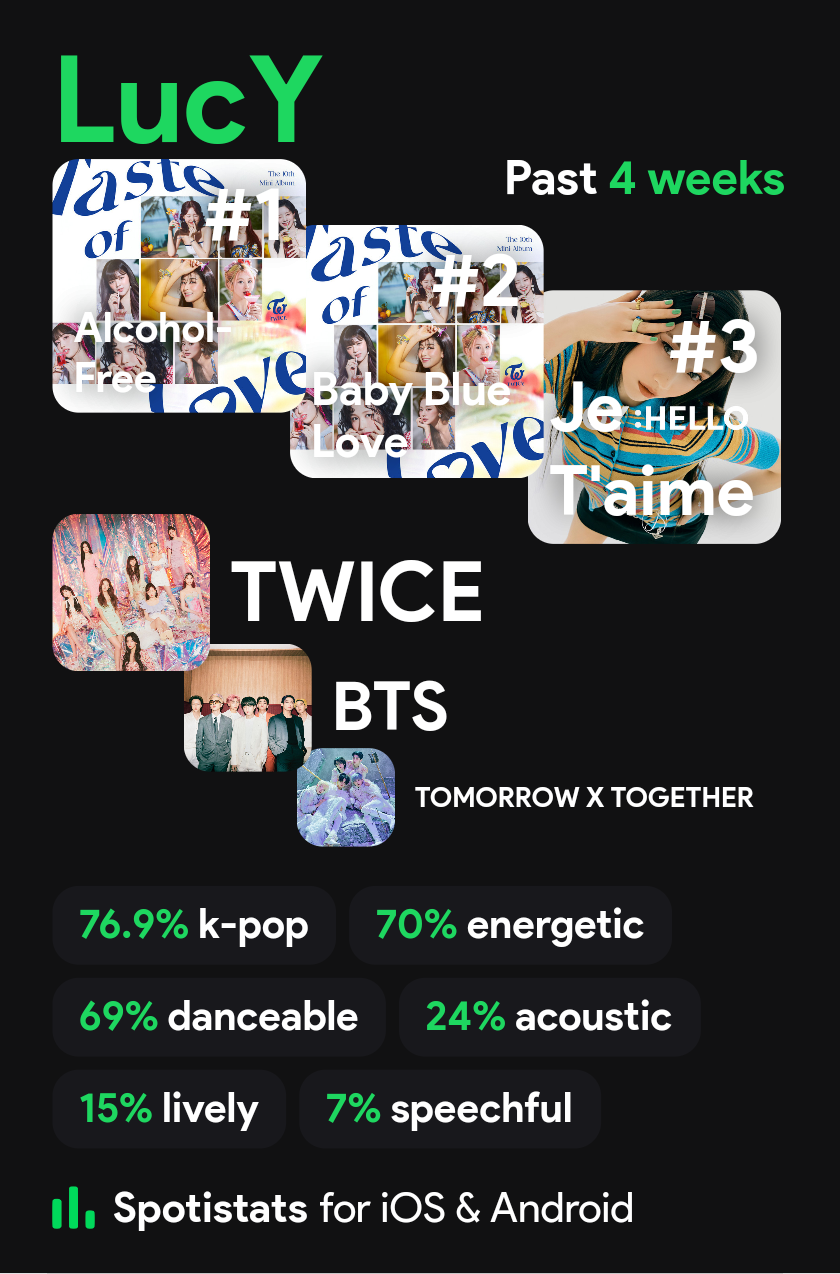 LucY
Past 4 weeks
Taste
of
Love
The 10th
Mini Album
TWICE
#1
Alcohol-
Free
Taste
of
Love
The 10th
Mini Album
TWICE
#2
Baby Blue
Love
#3
Je :HELLO
T'aime
TWICE
BTS
TOMORROW X TOGETHER
76.9% k-pop
70% energetic
69% danceable
24% acoustic
15% lively
7% speechful
Spotistats for iOS & Android